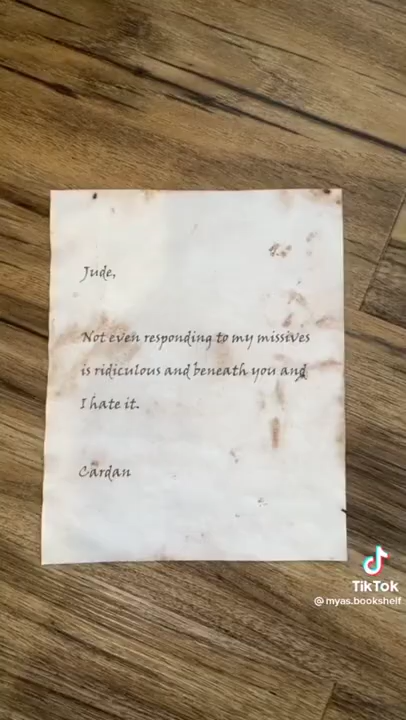 Jude,
Not even responding to my missives
is ridiculous and beneath you and
I hate it.
Cardan
TikTok
@myas.bookshelf